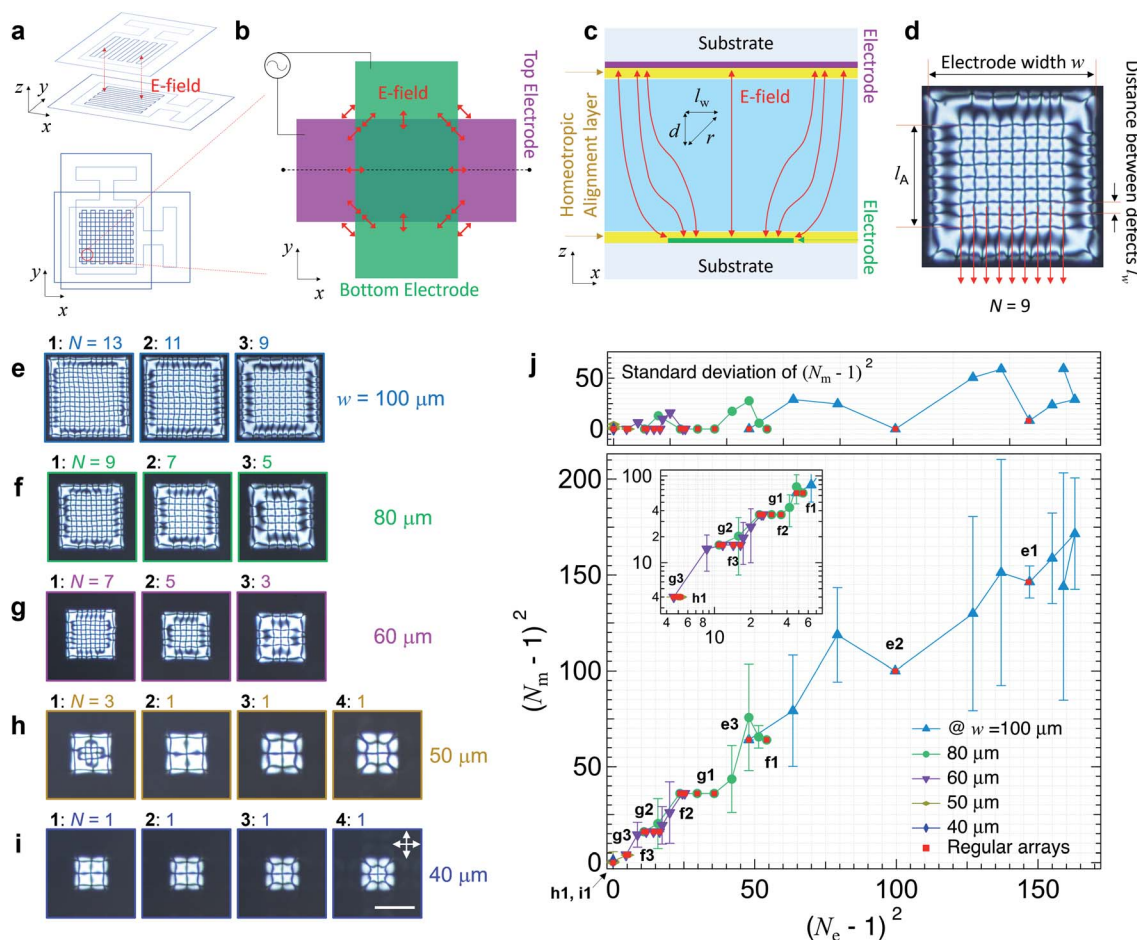 a
E-field
z
y
x
y
x
b
E-field
Top Electrode
y
x
Bottom Electrode
c
Substrate
Electrode
E-field
l_w
d
r
Homeotropic
Alignment layer
Electrode
z
x
Substrate
d
Electrode width w
l_A
Distance between defects l_w
N = 9
e
1: N = 13 2: 11 3: 9
w = 100 μm
f
1: N = 9 2: 7 3: 5
80 μm
g
1: N = 7 2: 5 3: 3
60 μm
h
1: N = 3 2: 1 3: 1 4: 1
50 μm
i
1: N = 1 2: 1 3: 1 4: 1
40 μm
j
Standard deviation of (N_m - 1)^2
50
0
200
150
100
50
0
(N_m - 1)^2
100
4
2
10
4
g3
g2
f3
h1
g1
f2
f1
4 6
10
2
4 6
e1
e2
e3
f1
g1
g2
f2
g3
f3
h1, i1
@ w =100 μm
80 μm
60 μm
50 μm
40 μm
Regular arrays
0 50 100 150
(N_e - 1)^2